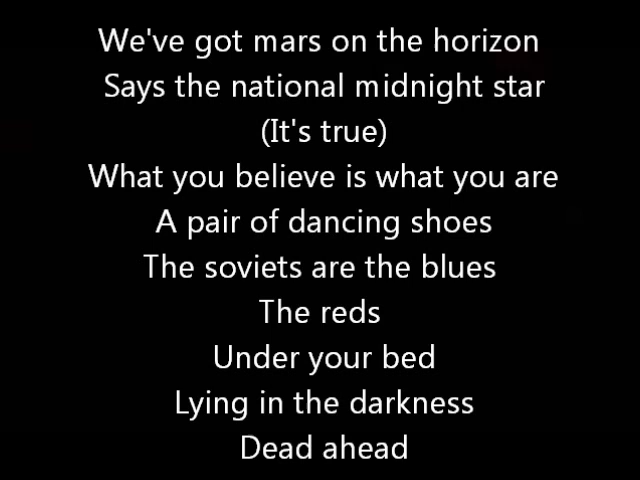 We've got mars on the horizon
Says the national midnight star
(It's true)
What you believe is what you are
A pair of dancing shoes
The soviets are the blues
The reds
Under your bed
Lying in the darkness
Dead ahead